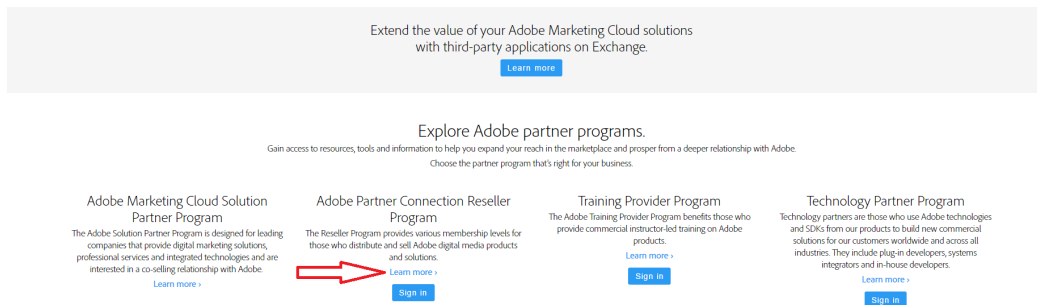 Extend the value of your Adobe Marketing Cloud solutions
with third-party applications on Exchange.
Learn more
Explore Adobe partner programs.
Gain access to resources, tools and information to help you expand your reach in the marketplace and prosper from a deeper relationship with Adobe.
Choose the partner program that's right for your business.
Adobe Marketing Cloud Solution
Partner Program
The Adobe Solution Partner Program is designed for leading
companies that provide digital marketing solutions,
professional services and integrated technologies and are
interested in a co-selling relationship with Adobe.
Learn more ›
Adobe Partner Connection Reseller
Program
The Reseller Program provides various membership levels for
those who distribute and sell Adobe digital media products
and solutions.
Learn more ›
Sign in
Training Provider Program
The Adobe Training Provider Program benefits those who
provide commercial instructor-led training on Adobe
products.
Learn more ›
Sign in
Technology Partner Program
Technology partners are those who use Adobe technologies
and SDKs from our products to build new commercial
solutions for our customers worldwide and across all
industries. They include plug-in developers, systems
integrators and in-house developers.
Learn more ›
Sign in